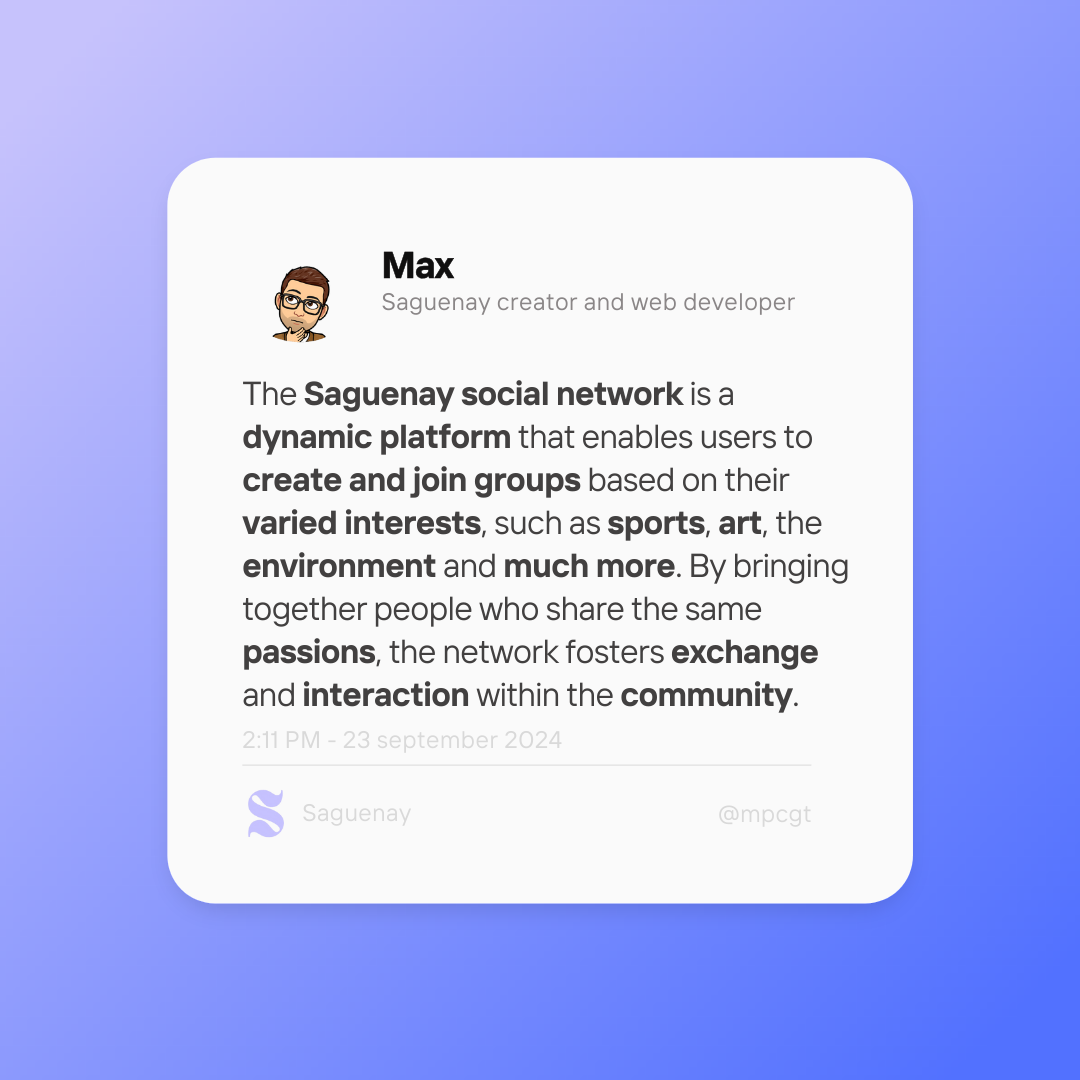 Max
Saguenay creator and web developer
The Saguenay social network is a
dynamic platform that enables users to
create and join groups based on their
varied interests, such as sports, art, the
environment and much more. By bringing
together people who share the same
passions, the network fosters exchange
and interaction within the community.
2:11 PM - 23 september 2024
Saguenay
@mpcgt